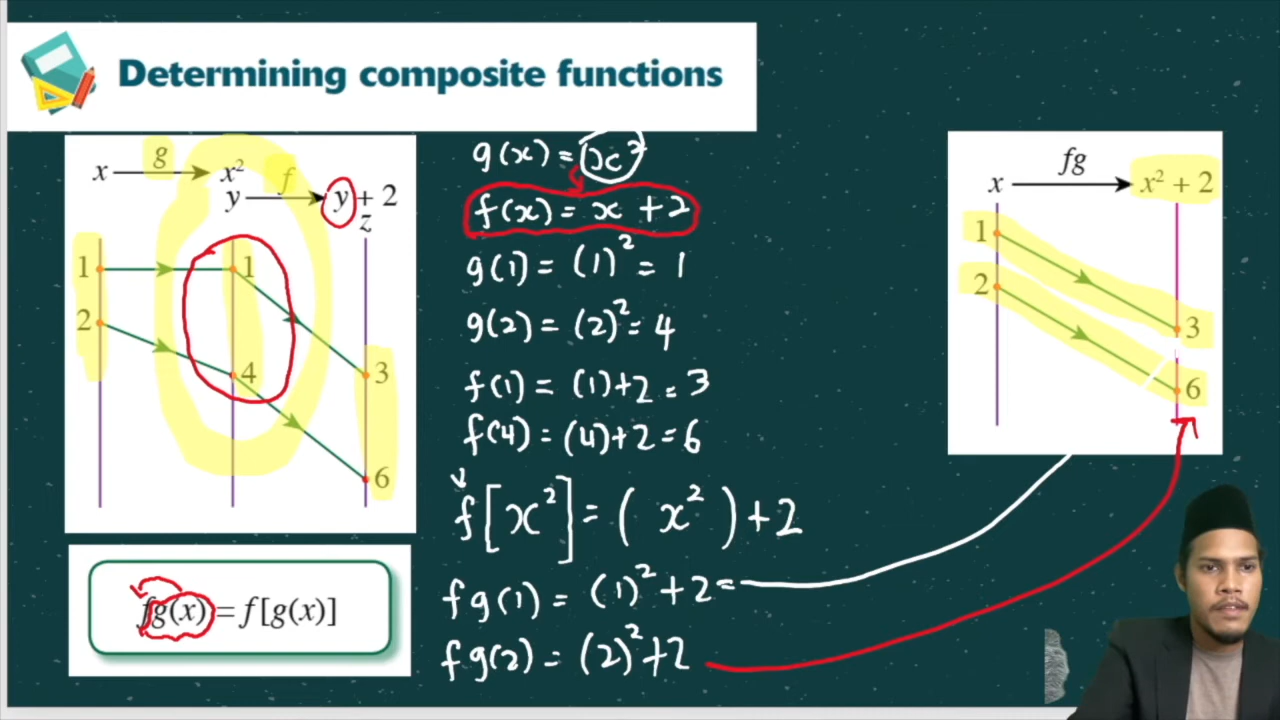 Determining composite functions
x g x²
y f y + 2
z
1 1
2
4 3
6
fg(x) = f[g(x)]
g(x) = x²
f(x) = x + 2
g(1) = (1)² = 1
g(2) = (2)² = 4
f(1) = (1)+2 = 3
f(4) = (4)+2 = 6
f[x²] = ( x² ) + 2
fg(1) = (1)² + 2 =
fg(2) = (2)² + 2
fg
x x² + 2
1
2
3
6